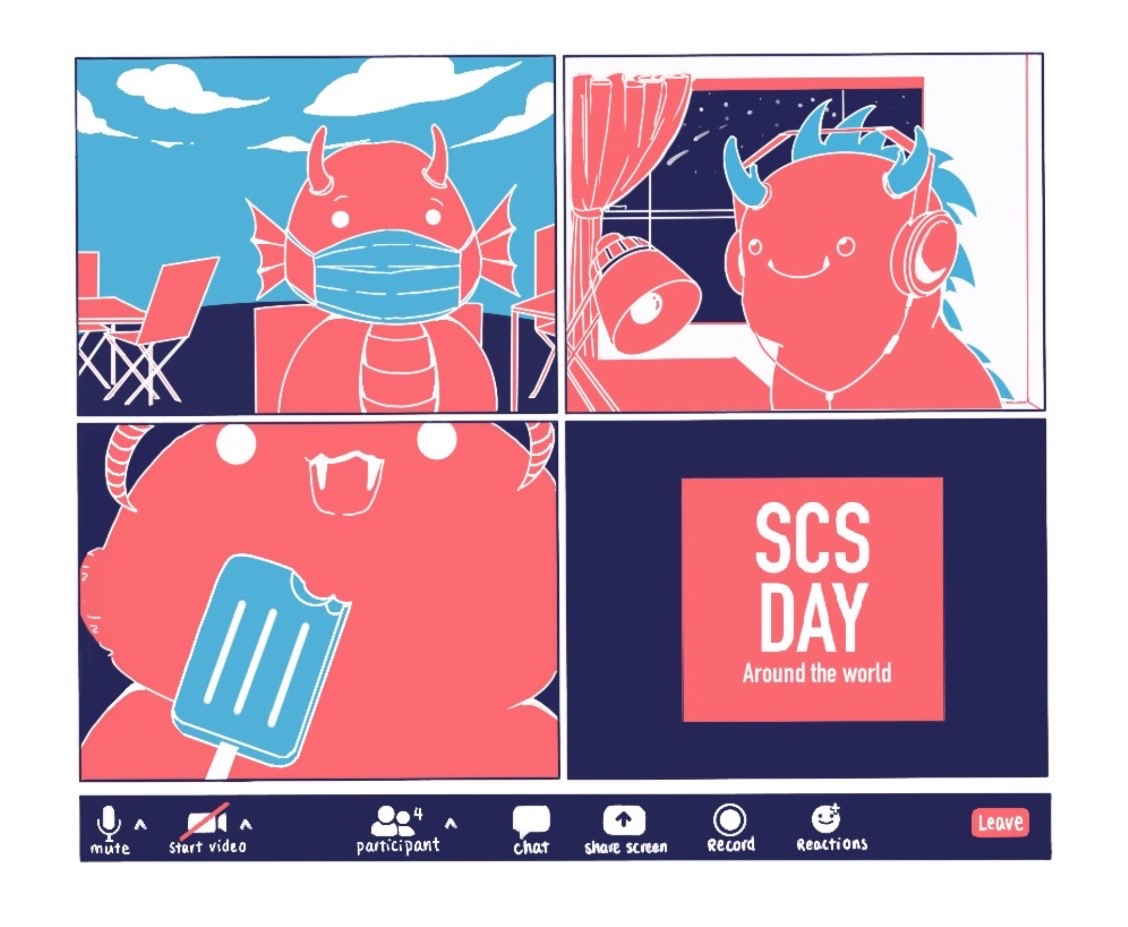 SCS
DAY
Around the world
mute
Start video
4
participant
chat
share screen
Record
Reactions
Leave